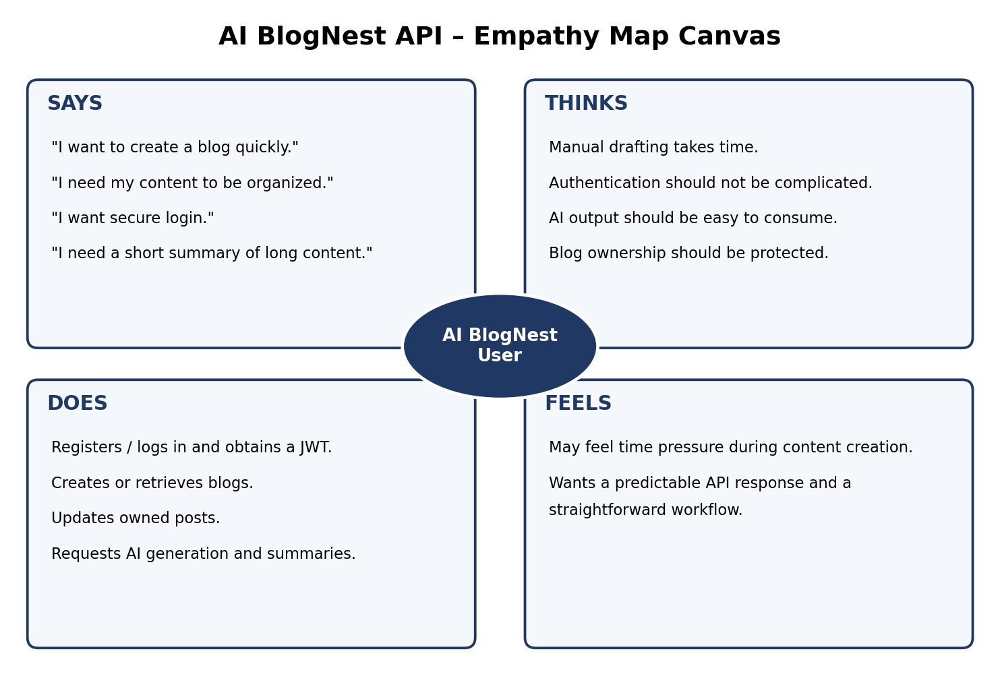 AI BlogNest API – Empathy Map Canvas
SAYS
"I want to create a blog quickly."
"I need my content to be organized."
"I want secure login."
"I need a short summary of long content."
THINKS
Manual drafting takes time.
Authentication should not be complicated.
AI output should be easy to consume.
Blog ownership should be protected.
AI BlogNest
User
DOES
Registers / logs in and obtains a JWT.
Creates or retrieves blogs.
Updates owned posts.
Requests AI generation and summaries.
FEELS
May feel time pressure during content creation.
Wants a predictable API response and a
straightforward workflow.